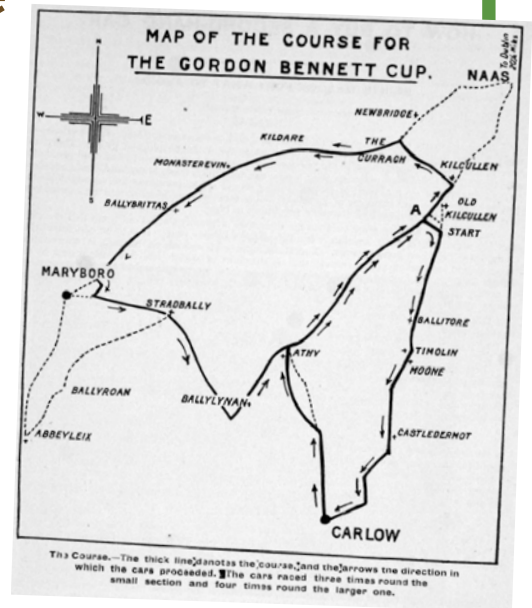 MAP OF THE COURSE FOR
THE GORDON BENNETT CUP.
To Dublin
NAAS
N
W
E
S
NEWBRIDGE
KILDARE
THE
CURRAGH
MONASTEREVIN
KILCULLEN
BALLYBRITTAS
OLD
KILCULLEN
A
START
MARYBORO
STRADBALLY
BALLITORE
ATHY
TIMOLIN
MOONE
BALLYROAN
BALLYLYNAN
CASTLEDERMOT
ABBEYLEIX
CARLOW
The Course.—The thick line denotes the course, and the arrows the direction in
which the cars proceeded. The cars raced three times round the
small section and four times round the larger one.